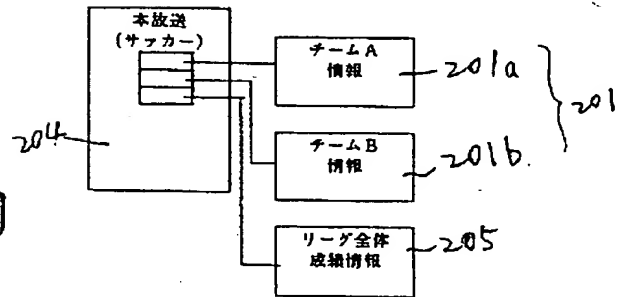 本放送
(サッカー)
チームA
情報
201a
201
204
チームB
情報
201b.
リーグ全体
成績情報
205